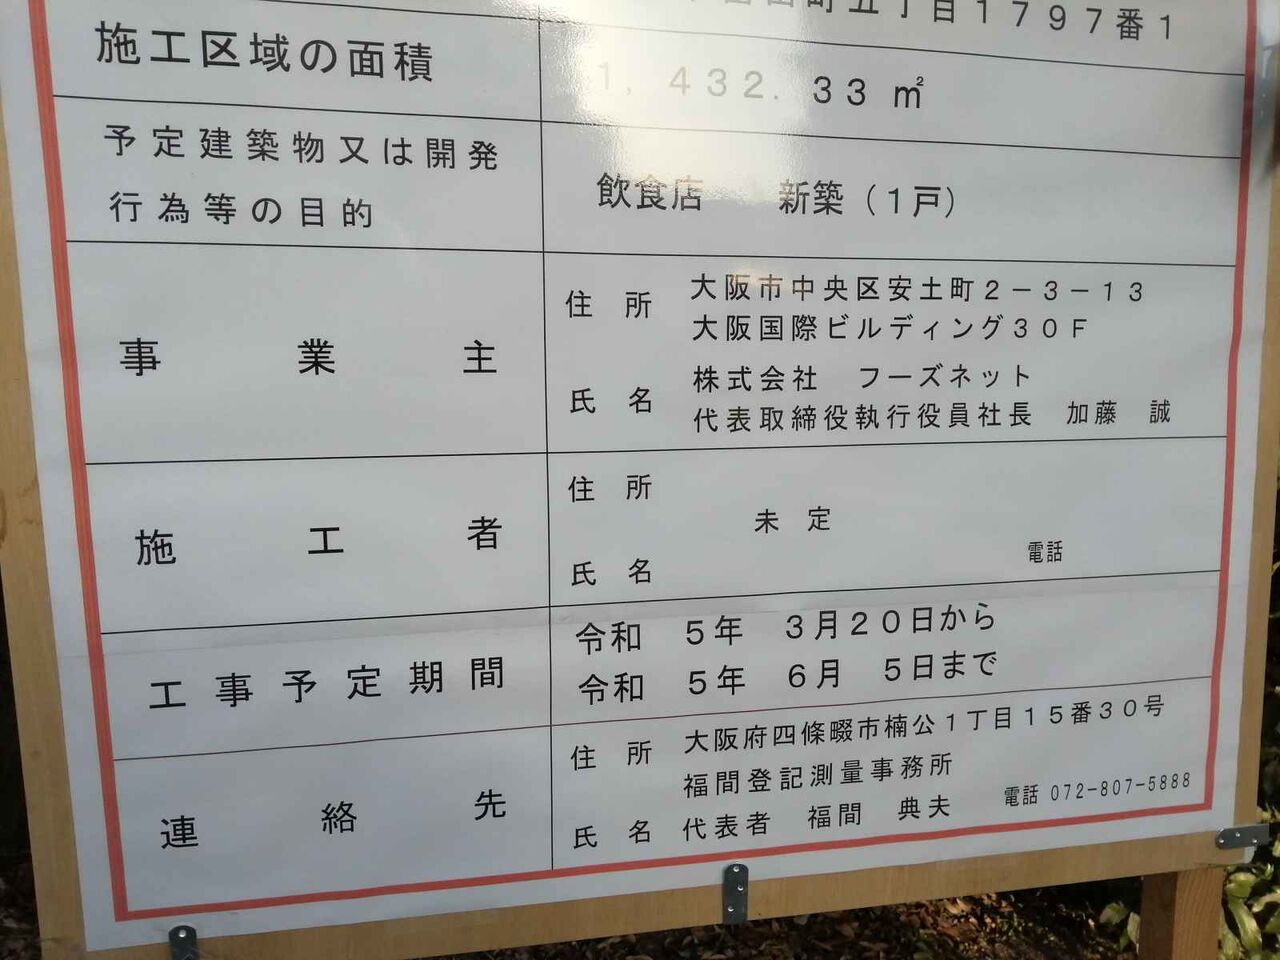 町五丁目1797番1
施工区域の面積
1,432.33 ㎡
予定建築物又は開発
行為等の目的
飲食店 新築(1戸)
事業主
住所 大阪市中央区安土町2-3-13
大阪国際ビルディング30F
氏名 株式会社 フーズネット
代表取締役執行役員社長 加藤 誠
施工者
住所
未定
氏名
電話
工事予定期間
令和 5年 3月20日から
令和 5年 6月 5日まで
連絡先
住所 大阪府四條畷市楠公1丁目15番30号
福間登記測量事務所
氏名 代表者 福間 典夫 電話 072-807-5888